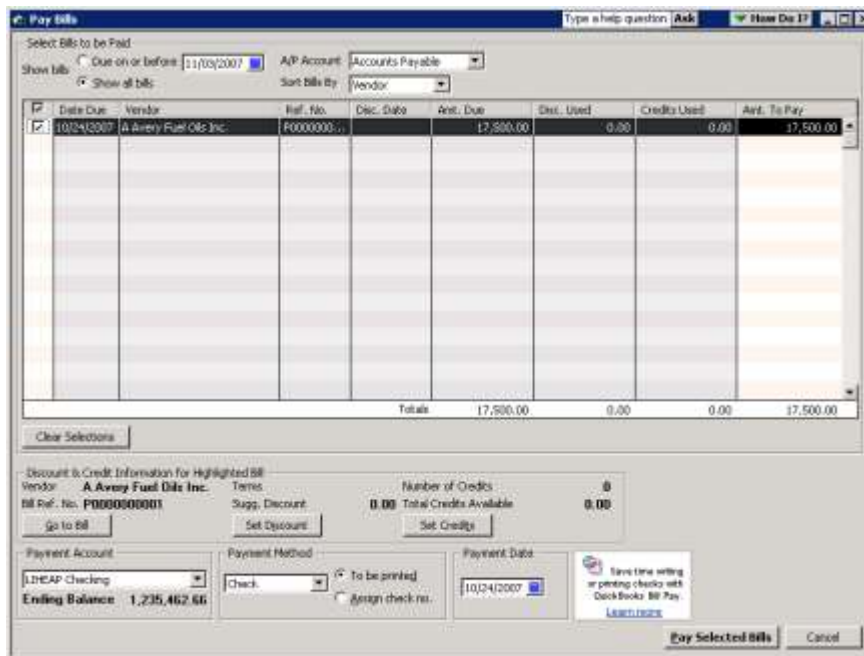 Pay Bills
Type a help question Ask How Do I?
Select Bills to be Paid
Show bills Due on or before 11/03/2007 A/P Account Accounts Payable
Show all bills Sort Bills By Vendor
Date Due Vendor Ref. No. Disc. Date Amt. Due Disc. Used Credits Used Amt. To Pay
10/24/2007 A Avery Fuel Oils Inc. P0000000... 17,500.00 0.00 0.00 17,500.00
Totals 17,500.00 0.00 0.00 17,500.00
Clear Selections
Discount & Credit Information for Highlighted Bill
Vendor A Avery Fuel Oils Inc. Terms Number of Credits 0
Bill Ref. No. P0000000001 Sugg. Discount 0.00 Total Credits Available 0.00
Go to Bill Set Discount Set Credits
Payment Account Payment Method Payment Date
LIHEAP Checking Check To be printed 10/24/2007
Ending Balance 1,235,462.66 Assign check no.
Save time writing
or printing checks with
QuickBooks Bill Pay.
Learn more
Pay Selected Bills Cancel